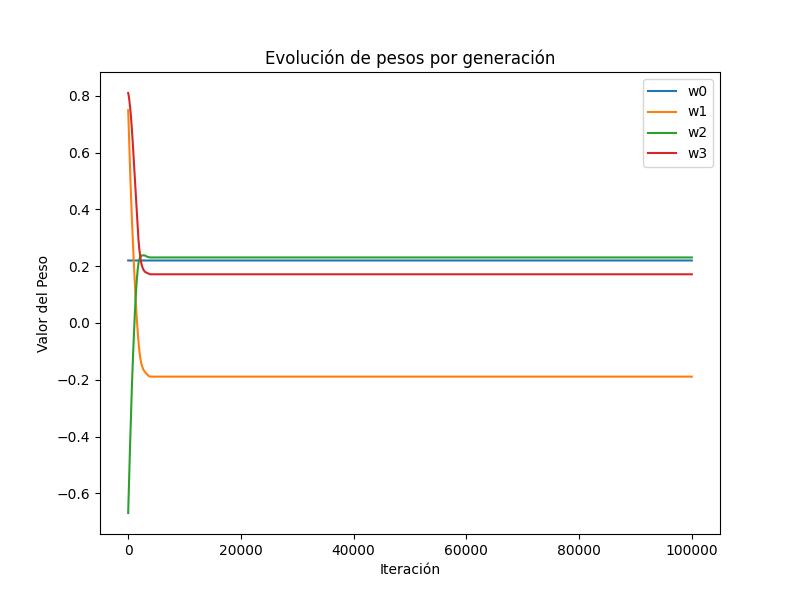 Evolución de pesos por generación
w0
w1
w2
w3
Valor del Peso
0.8
0.6
0.4
0.2
0.0
−0.2
−0.4
−0.6
0 20000 40000 60000 80000 100000
Iteración